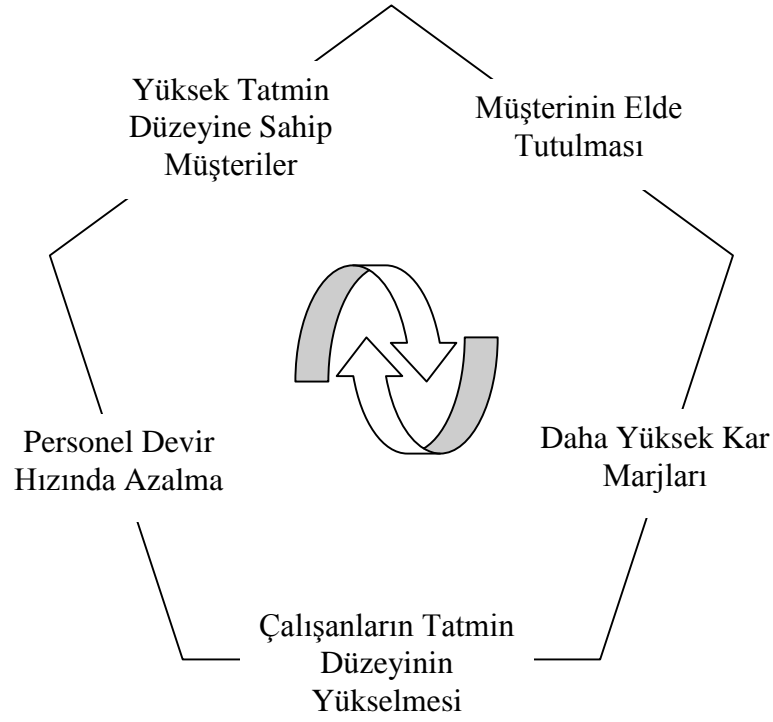 Yüksek Tatmin
Düzeyine Sahip
Müşteriler
Müşterinin Elde
Tutulması
Personel Devir
Hızında Azalma
Daha Yüksek Kar
Marjları
Çalışanların Tatmin
Düzeyinin
Yükselmesi